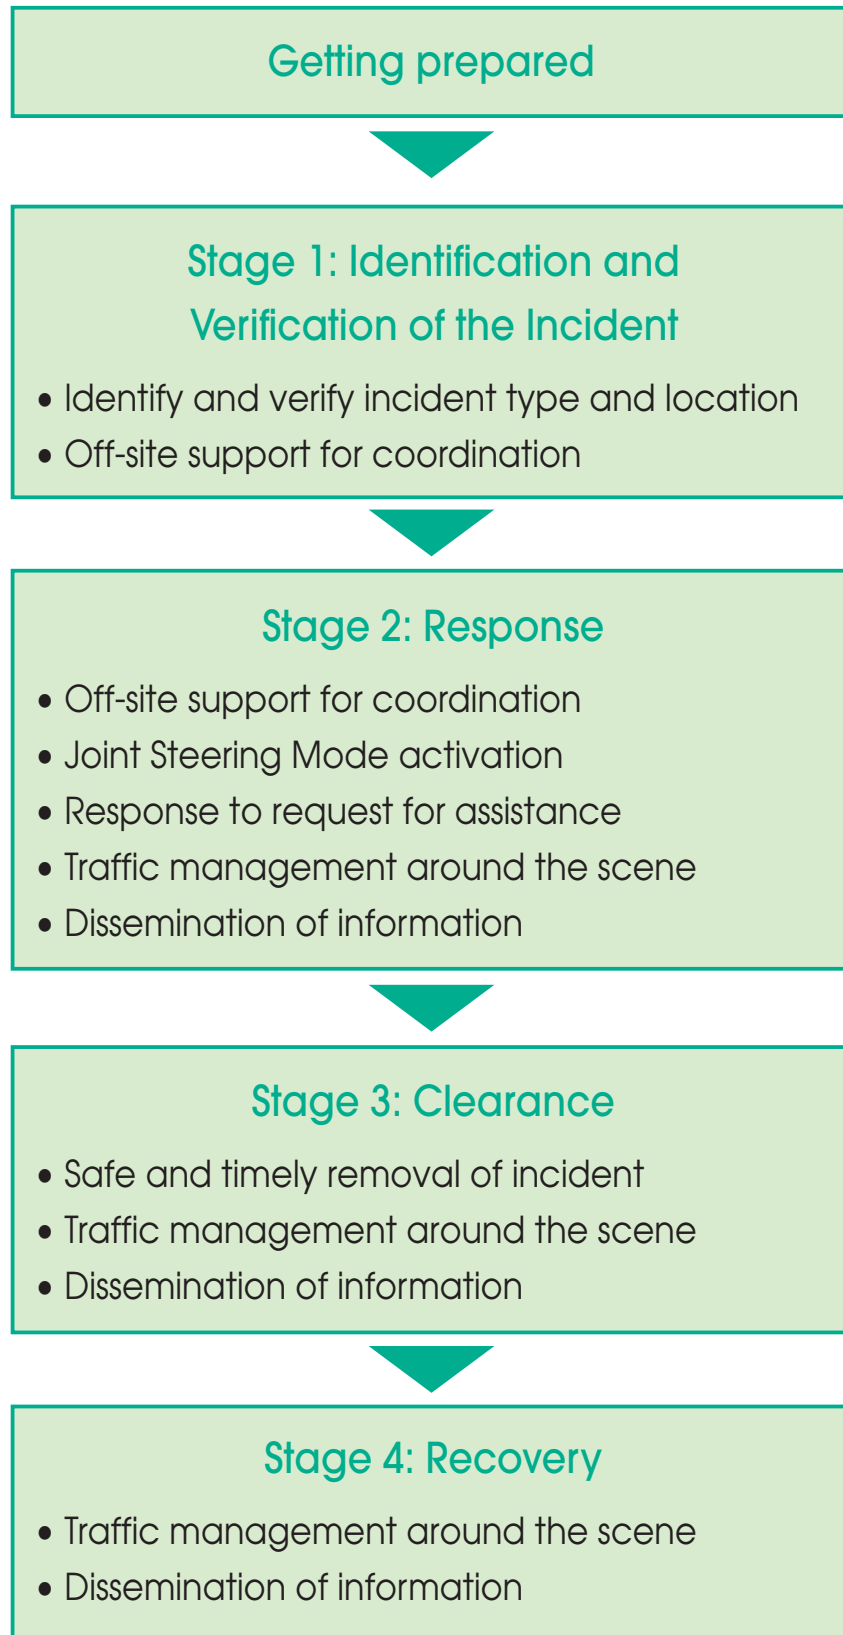 Getting prepared
Stage 1: Identification and
Verification of the Incident
• Identify and verify incident type and location
• Off-site support for coordination
Stage 2: Response
• Off-site support for coordination
• Joint Steering Mode activation
• Response to request for assistance
• Traffic management around the scene
• Dissemination of information
Stage 3: Clearance
• Safe and timely removal of incident
• Traffic management around the scene
• Dissemination of information
Stage 4: Recovery
• Traffic management around the scene
• Dissemination of information